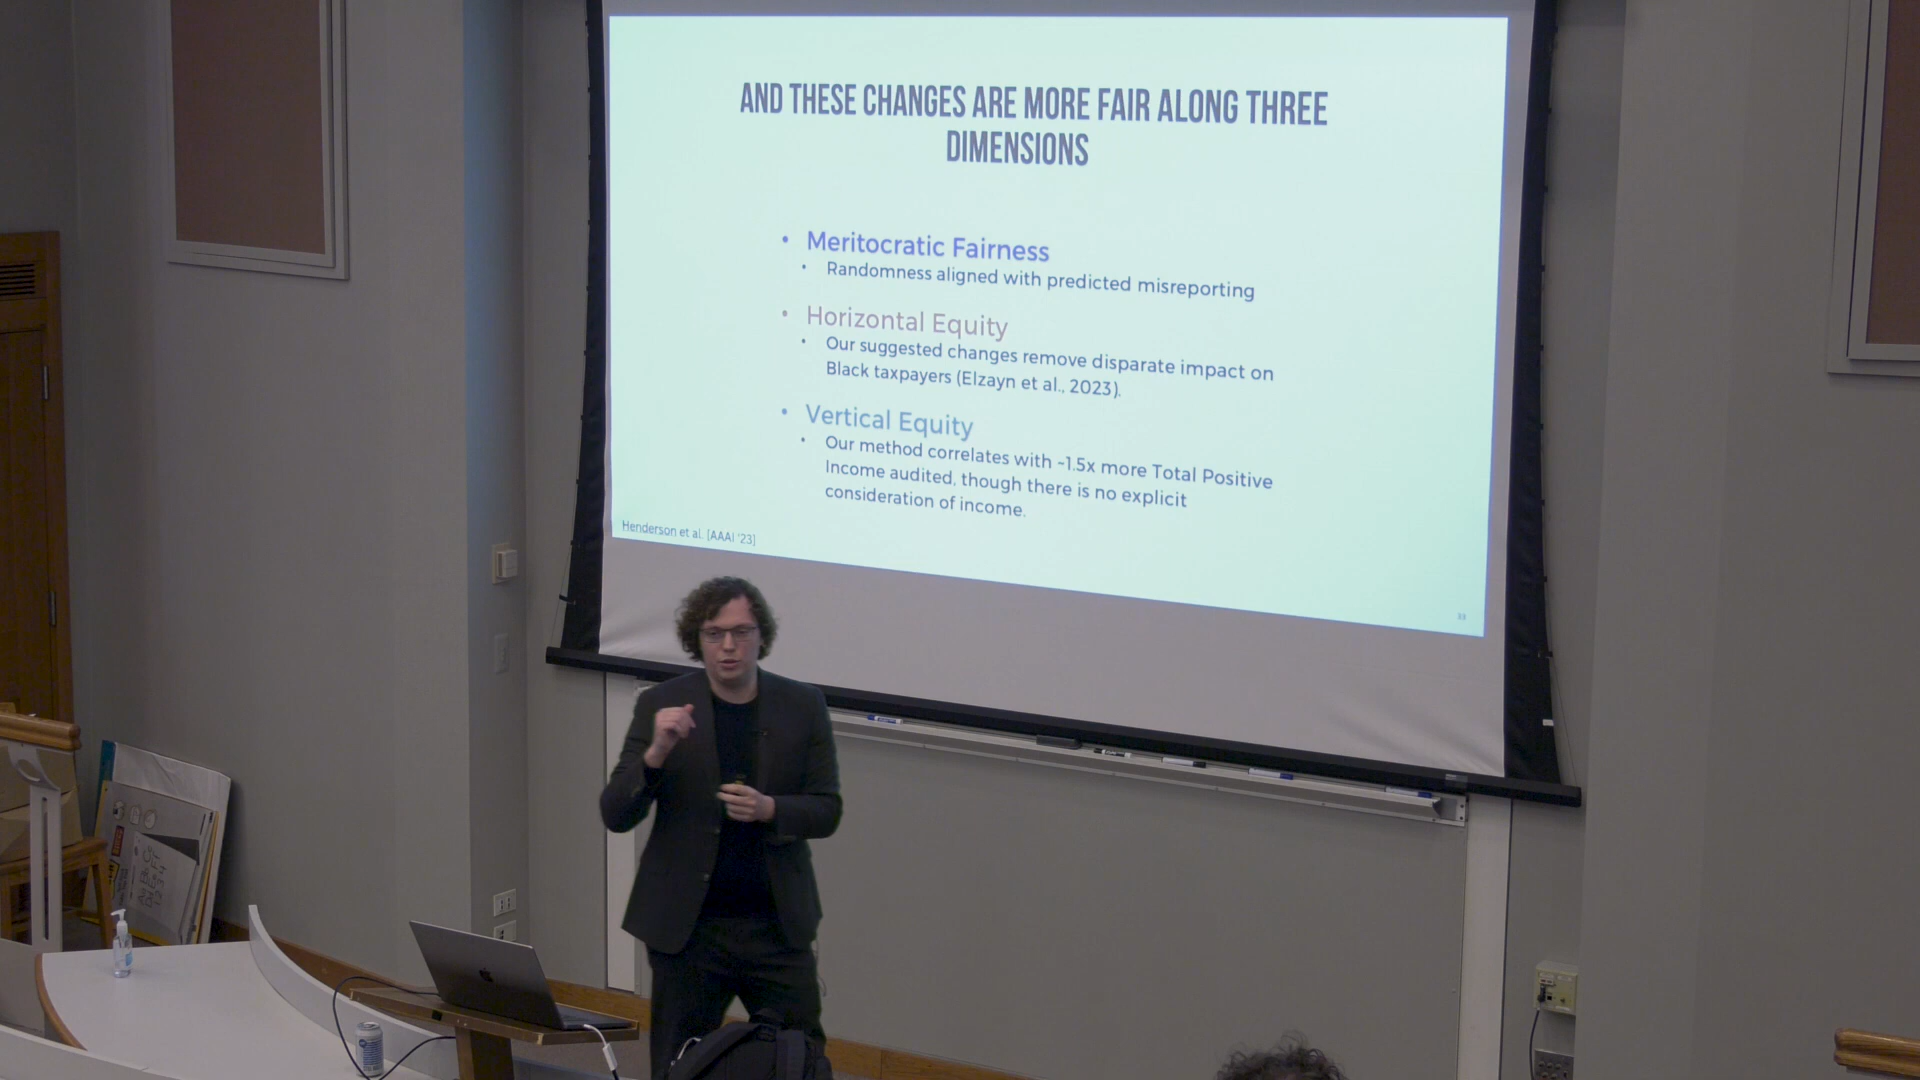 AND THESE CHANGES ARE MORE FAIR ALONG THREE
DIMENSIONS
• Meritocratic Fairness
• Randomness aligned with predicted misreporting
• Horizontal Equity
• Our suggested changes remove disparate impact on
Black taxpayers (Elzayn et al., 2023).
• Vertical Equity
• Our method correlates with ~1.5x more Total Positive
Income audited, though there is no explicit
consideration of income.
Henderson et al. [AAAI '23]